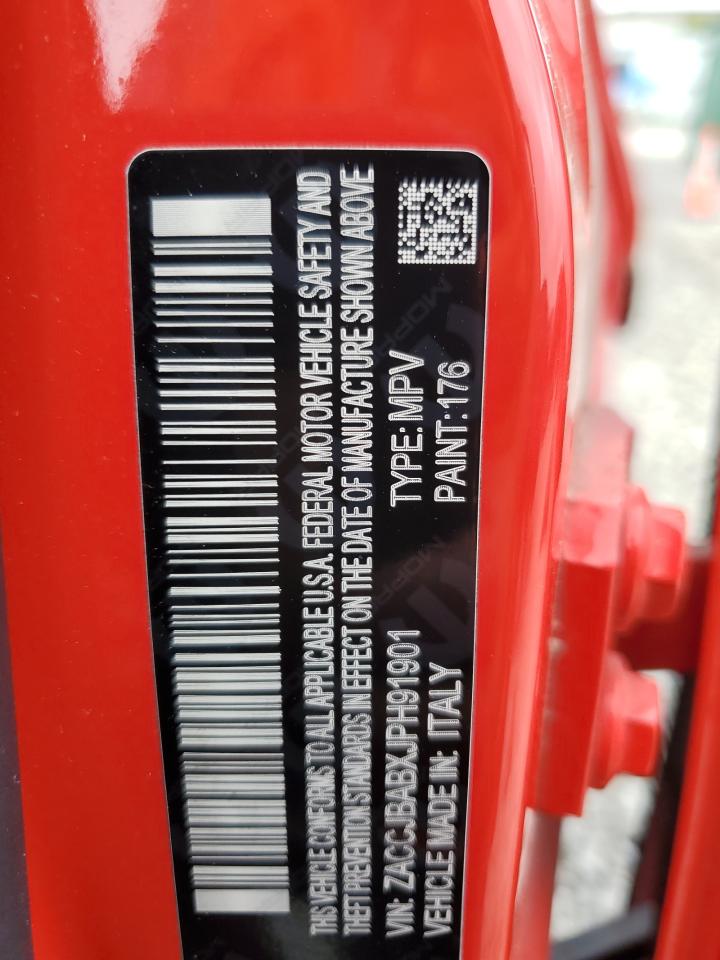 THIS VEHICLE CONFORMS TO ALL APPLICABLE U.S.A. FEDERAL MOTOR VEHICLE SAFETY AND
THEFT PREVENTION STANDARDS IN EFFECT ON THE DATE OF MANUFACTURE SHOWN ABOVE
VIN: ZACCJBABXJPH91901 TYPE: MPV
VEHICLE MADE IN: ITALY PAINT: 176